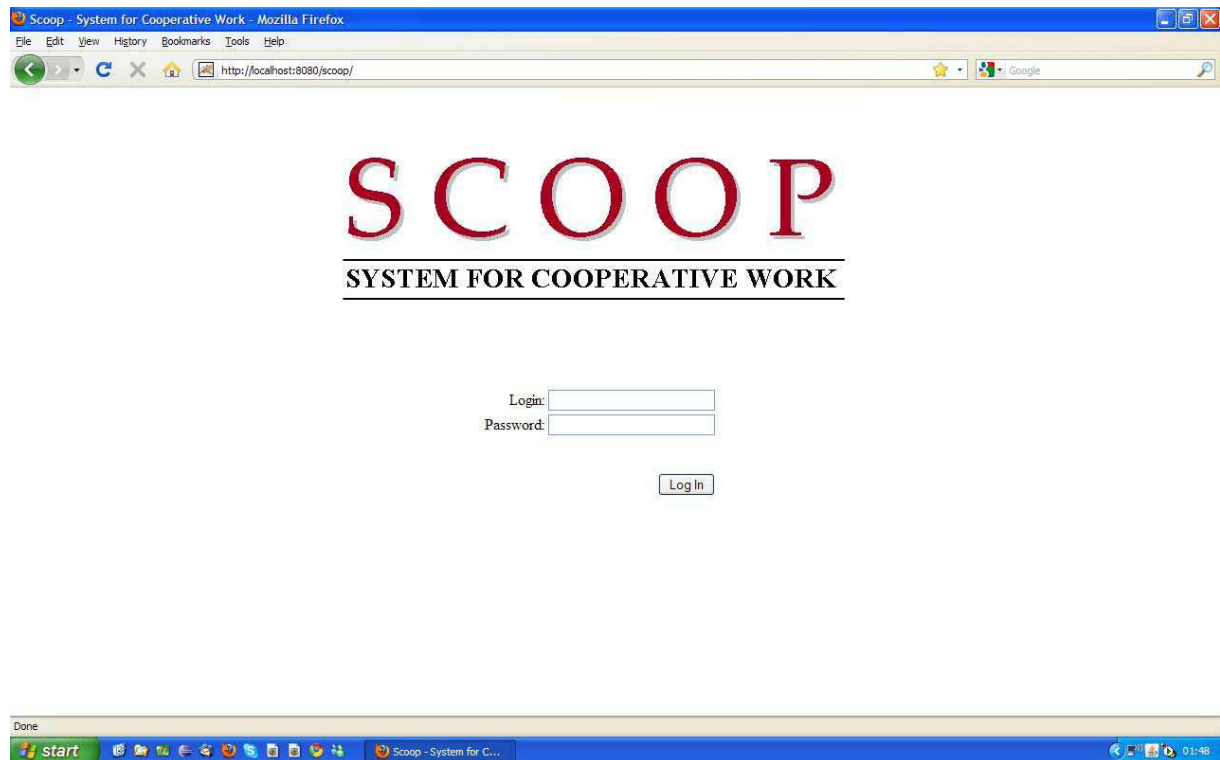 Scoop - System for Cooperative Work - Mozilla Firefox
File Edit View History Bookmarks Tools Help
http://localhost:8080/scoop/
Google
SCOOP
SYSTEM FOR COOPERATIVE WORK
Login:
Password:
Log In
Done
start
Scoop - System for C...
01:48